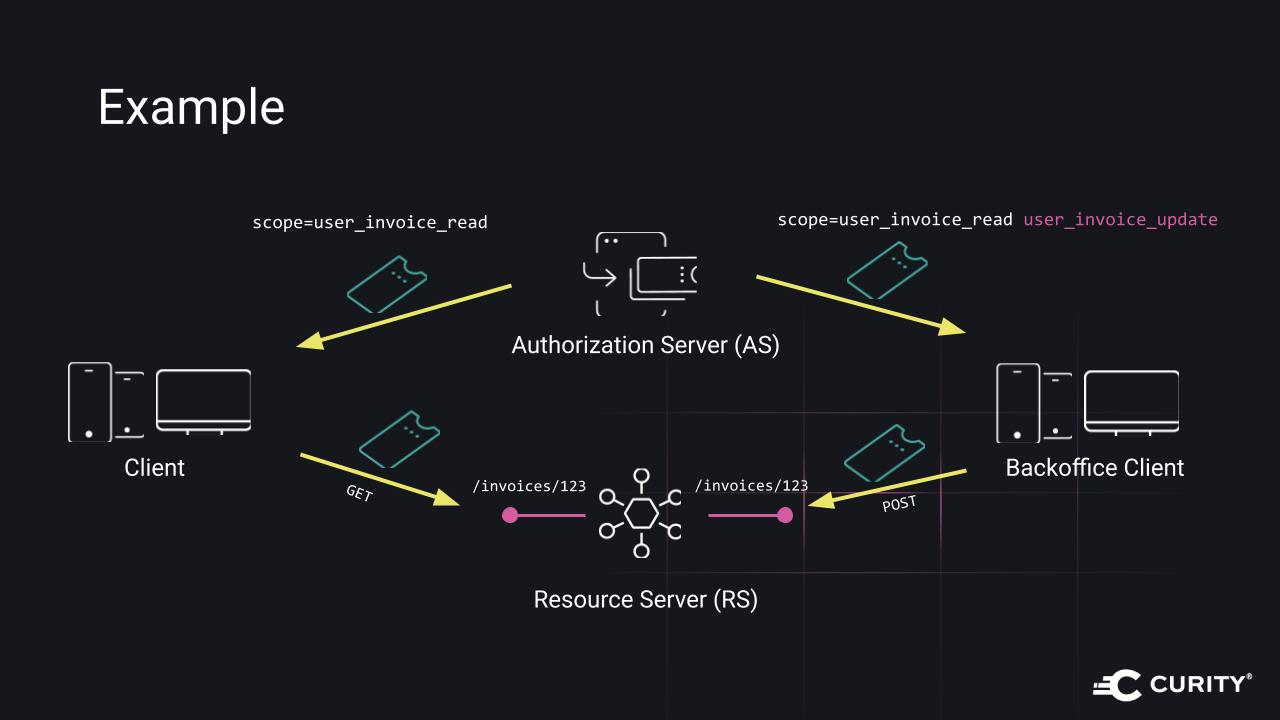 Example
scope=user_invoice_read
scope=user_invoice_read user_invoice_update
Authorization Server (AS)
Client
Backoffice Client
GET
/invoices/123
/invoices/123
POST
Resource Server (RS)
CURITY®